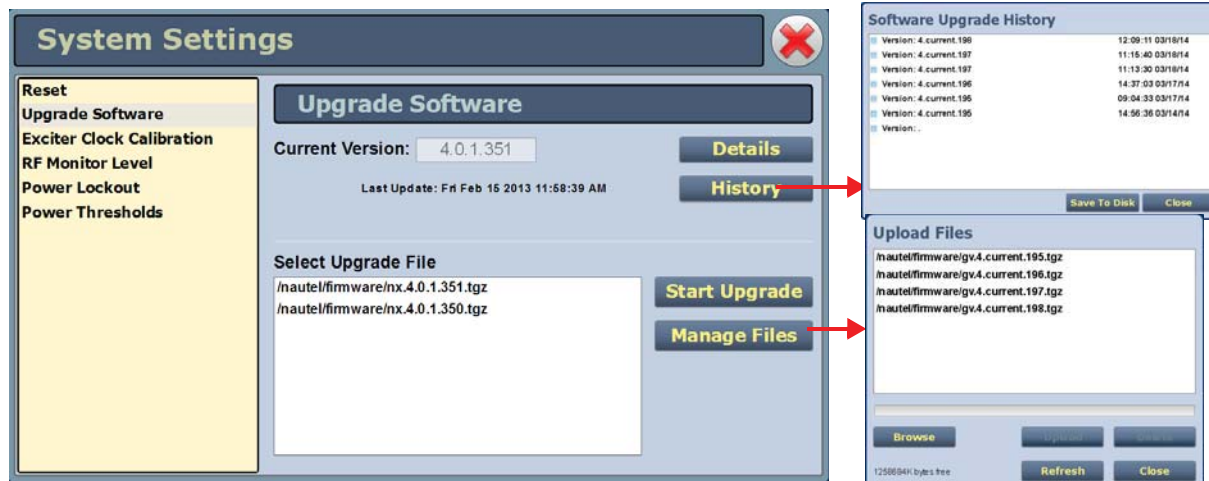 System Settings
Reset
Upgrade Software
Exciter Clock Calibration
RF Monitor Level
Power Lockout
Power Thresholds
Upgrade Software
Current Version: 4.0.1.351
Details
Last Update: Fri Feb 15 2013 11:58:39 AM
History
Select Upgrade File
/nautel/firmware/nx.4.0.1.351.tgz
/nautel/firmware/nx.4.0.1.350.tgz
Start Upgrade
Manage Files
Software Upgrade History
Version: 4.current.198 12:09:11 03/18/14
Version: 4.current.197 11:15:40 03/18/14
Version: 4.current.197 11:13:30 03/18/14
Version: 4.current.196 14:37:03 03/17/14
Version: 4.current.195 09:04:33 03/17/14
Version: 4.current.195 14:56:36 03/14/14
Version: .
Save To Disk
Close
Upload Files
/nautel/firmware/gv.4.current.195.tgz
/nautel/firmware/gv.4.current.196.tgz
/nautel/firmware/gv.4.current.197.tgz
/nautel/firmware/gv.4.current.198.tgz
Browse
Upload
bytes free
Refresh
Close